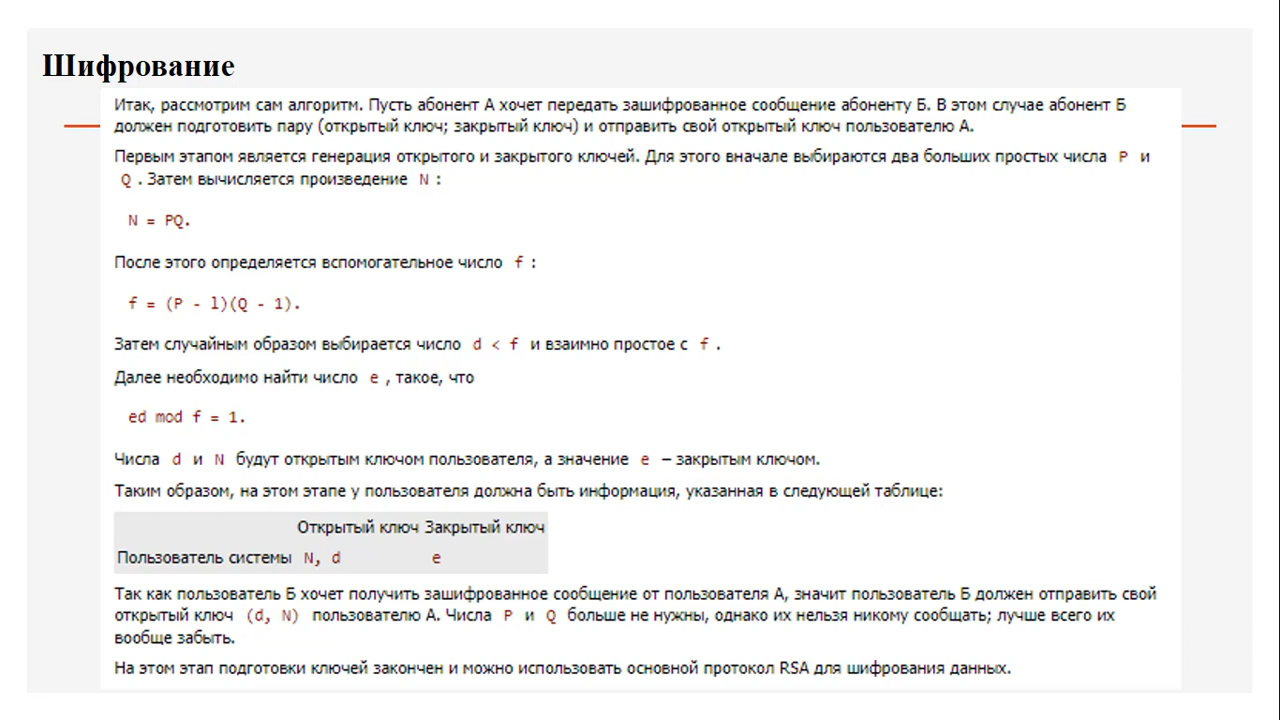 Шифрование
Итак, рассмотрим сам алгоритм. Пусть абонент А хочет передать зашифрованное сообщение абоненту Б. В этом случае абонент Б
должен подготовить пару (открытый ключ; закрытый ключ) и отправить свой открытый ключ пользователю А.
Первым этапом является генерация открытого и закрытого ключей. Для этого вначале выбираются два больших простых числа P и
Q . Затем вычисляется произведение N :
N = PQ.
После этого определяется вспомогательное число f :
f = (P - l)(Q - 1).
Затем случайным образом выбирается число d < f и взаимно простое с f .
Далее необходимо найти число e , такое, что
ed mod f = 1.
Числа d и N будут открытым ключом пользователя, а значение e – закрытым ключом.
Таким образом, на этом этапе у пользователя должна быть информация, указанная в следующей таблице:
Открытый ключ Закрытый ключ
Пользователь системы N, d e
Так как пользователь Б хочет получить зашифрованное сообщение от пользователя А, значит пользователь Б должен отправить свой
открытый ключ (d, N) пользователю А. Числа P и Q больше не нужны, однако их нельзя никому сообщать; лучше всего их
вообще забыть.
На этом этап подготовки ключей закончен и можно использовать основной протокол RSA для шифрования данных.